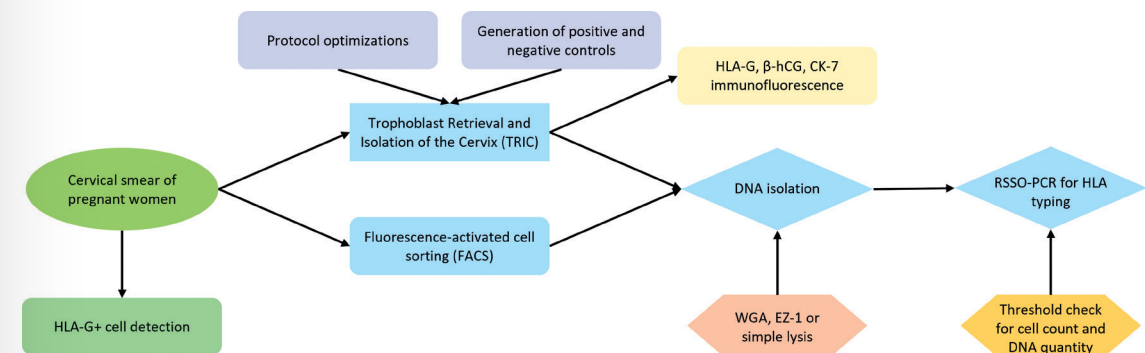 Protocol optimizations
Generation of positive and
negative controls
HLA-G, β-hCG, CK-7
immunofluorescence
Trophoblast Retrieval and
Isolation of the Cervix (TRIC)
Cervical smear of
pregnant women
DNA isolation
RSSO-PCR for HLA
typing
Fluorescence-activated cell
sorting (FACS)
HLA-G+ cell detection
WGA, EZ-1 or
simple lysis
Threshold check
for cell count and
DNA quantity